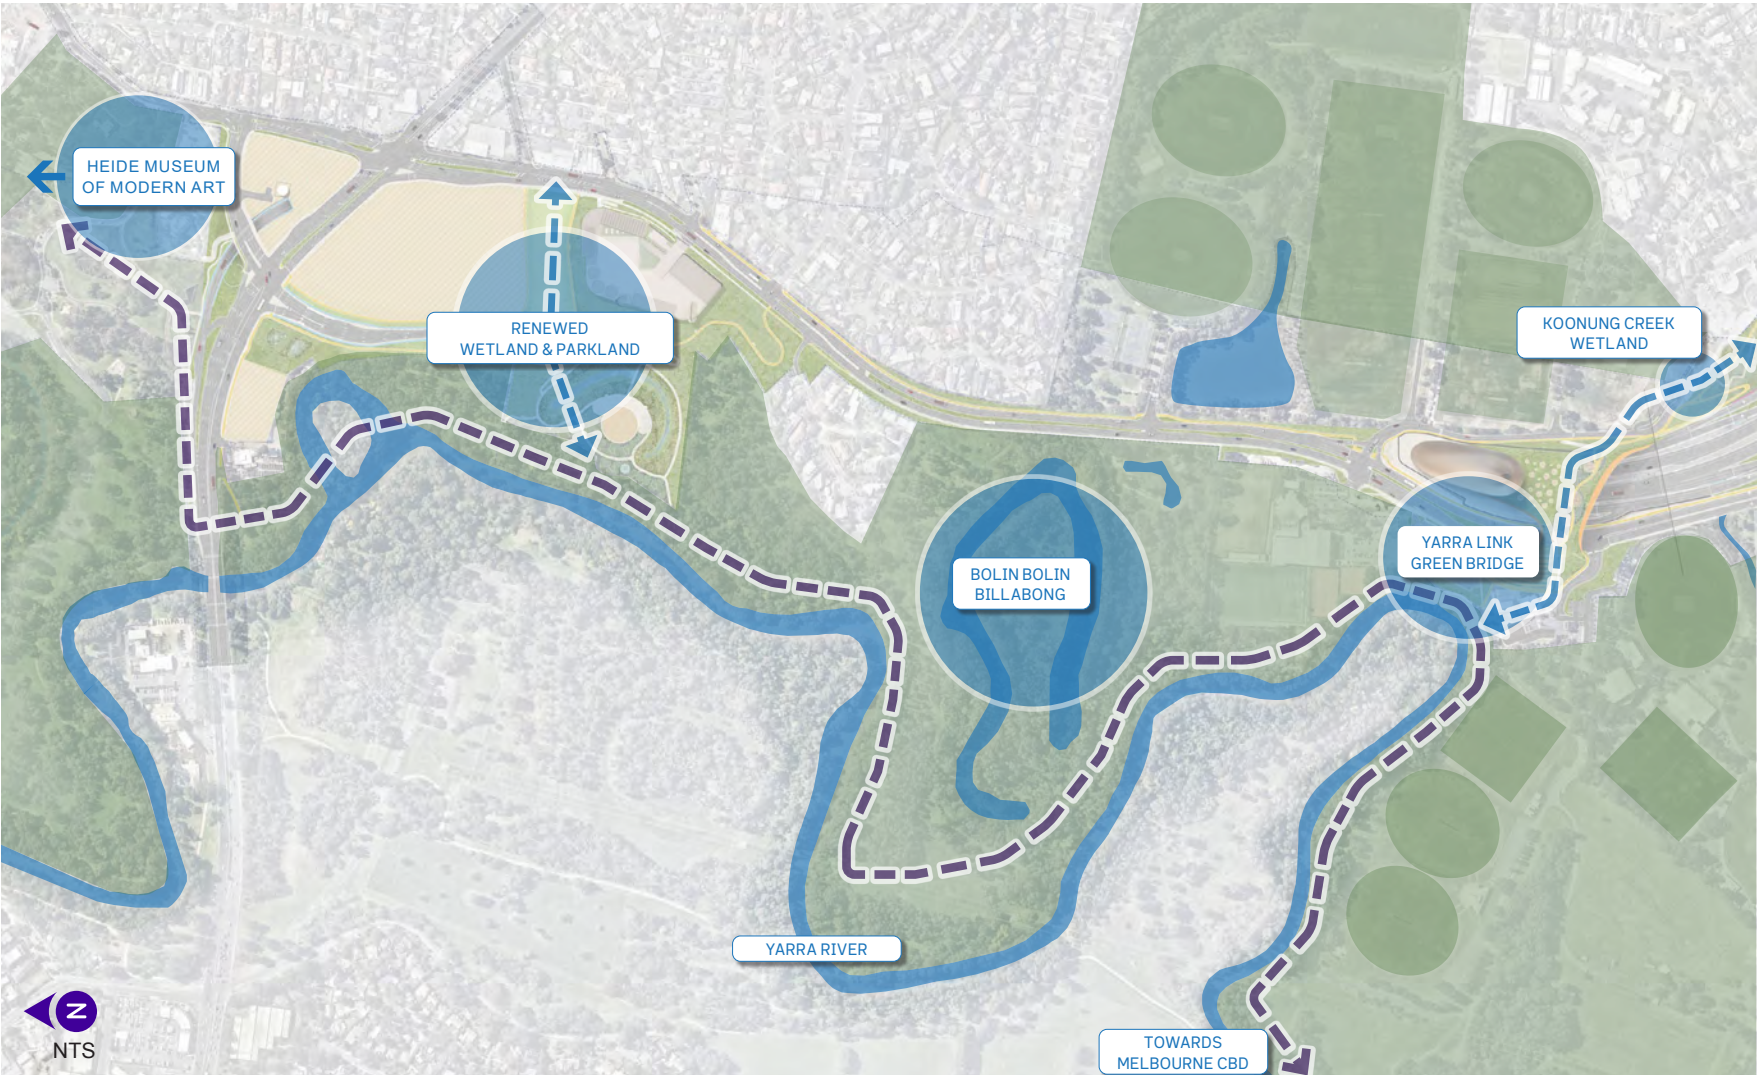 HEIDE MUSEUM
OF MODERN ART
RENEWED
WETLAND & PARKLAND
KOONUNG CREEK
WETLAND
YARRA LINK
GREEN BRIDGE
BOLIN BOLIN
BILLABONG
YARRA RIVER
N
NTS
TOWARDS
MELBOURNE CBD